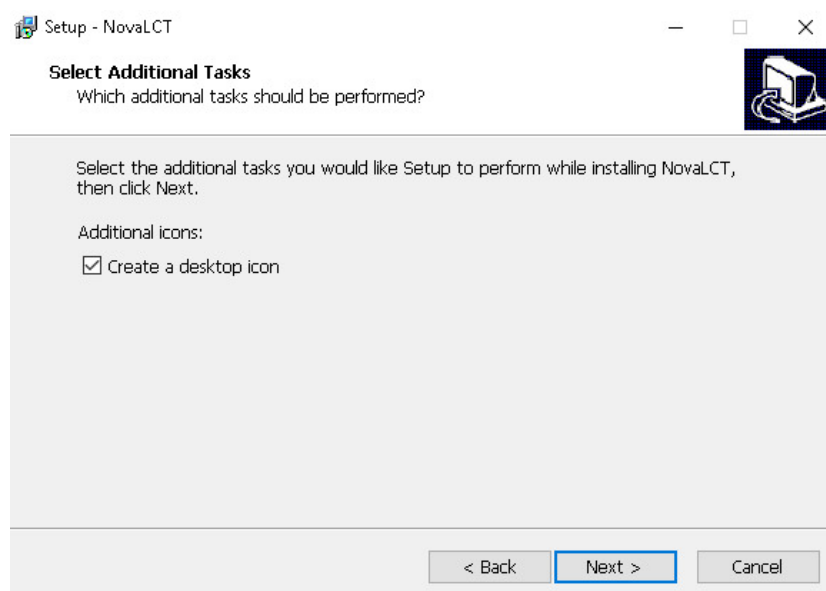 Setup - NovaLCT
Select Additional Tasks
Which additional tasks should be performed?
Select the additional tasks you would like Setup to perform while installing NovaLCT,
then click Next.
Additional icons:
Create a desktop icon
< Back
Next >
Cancel